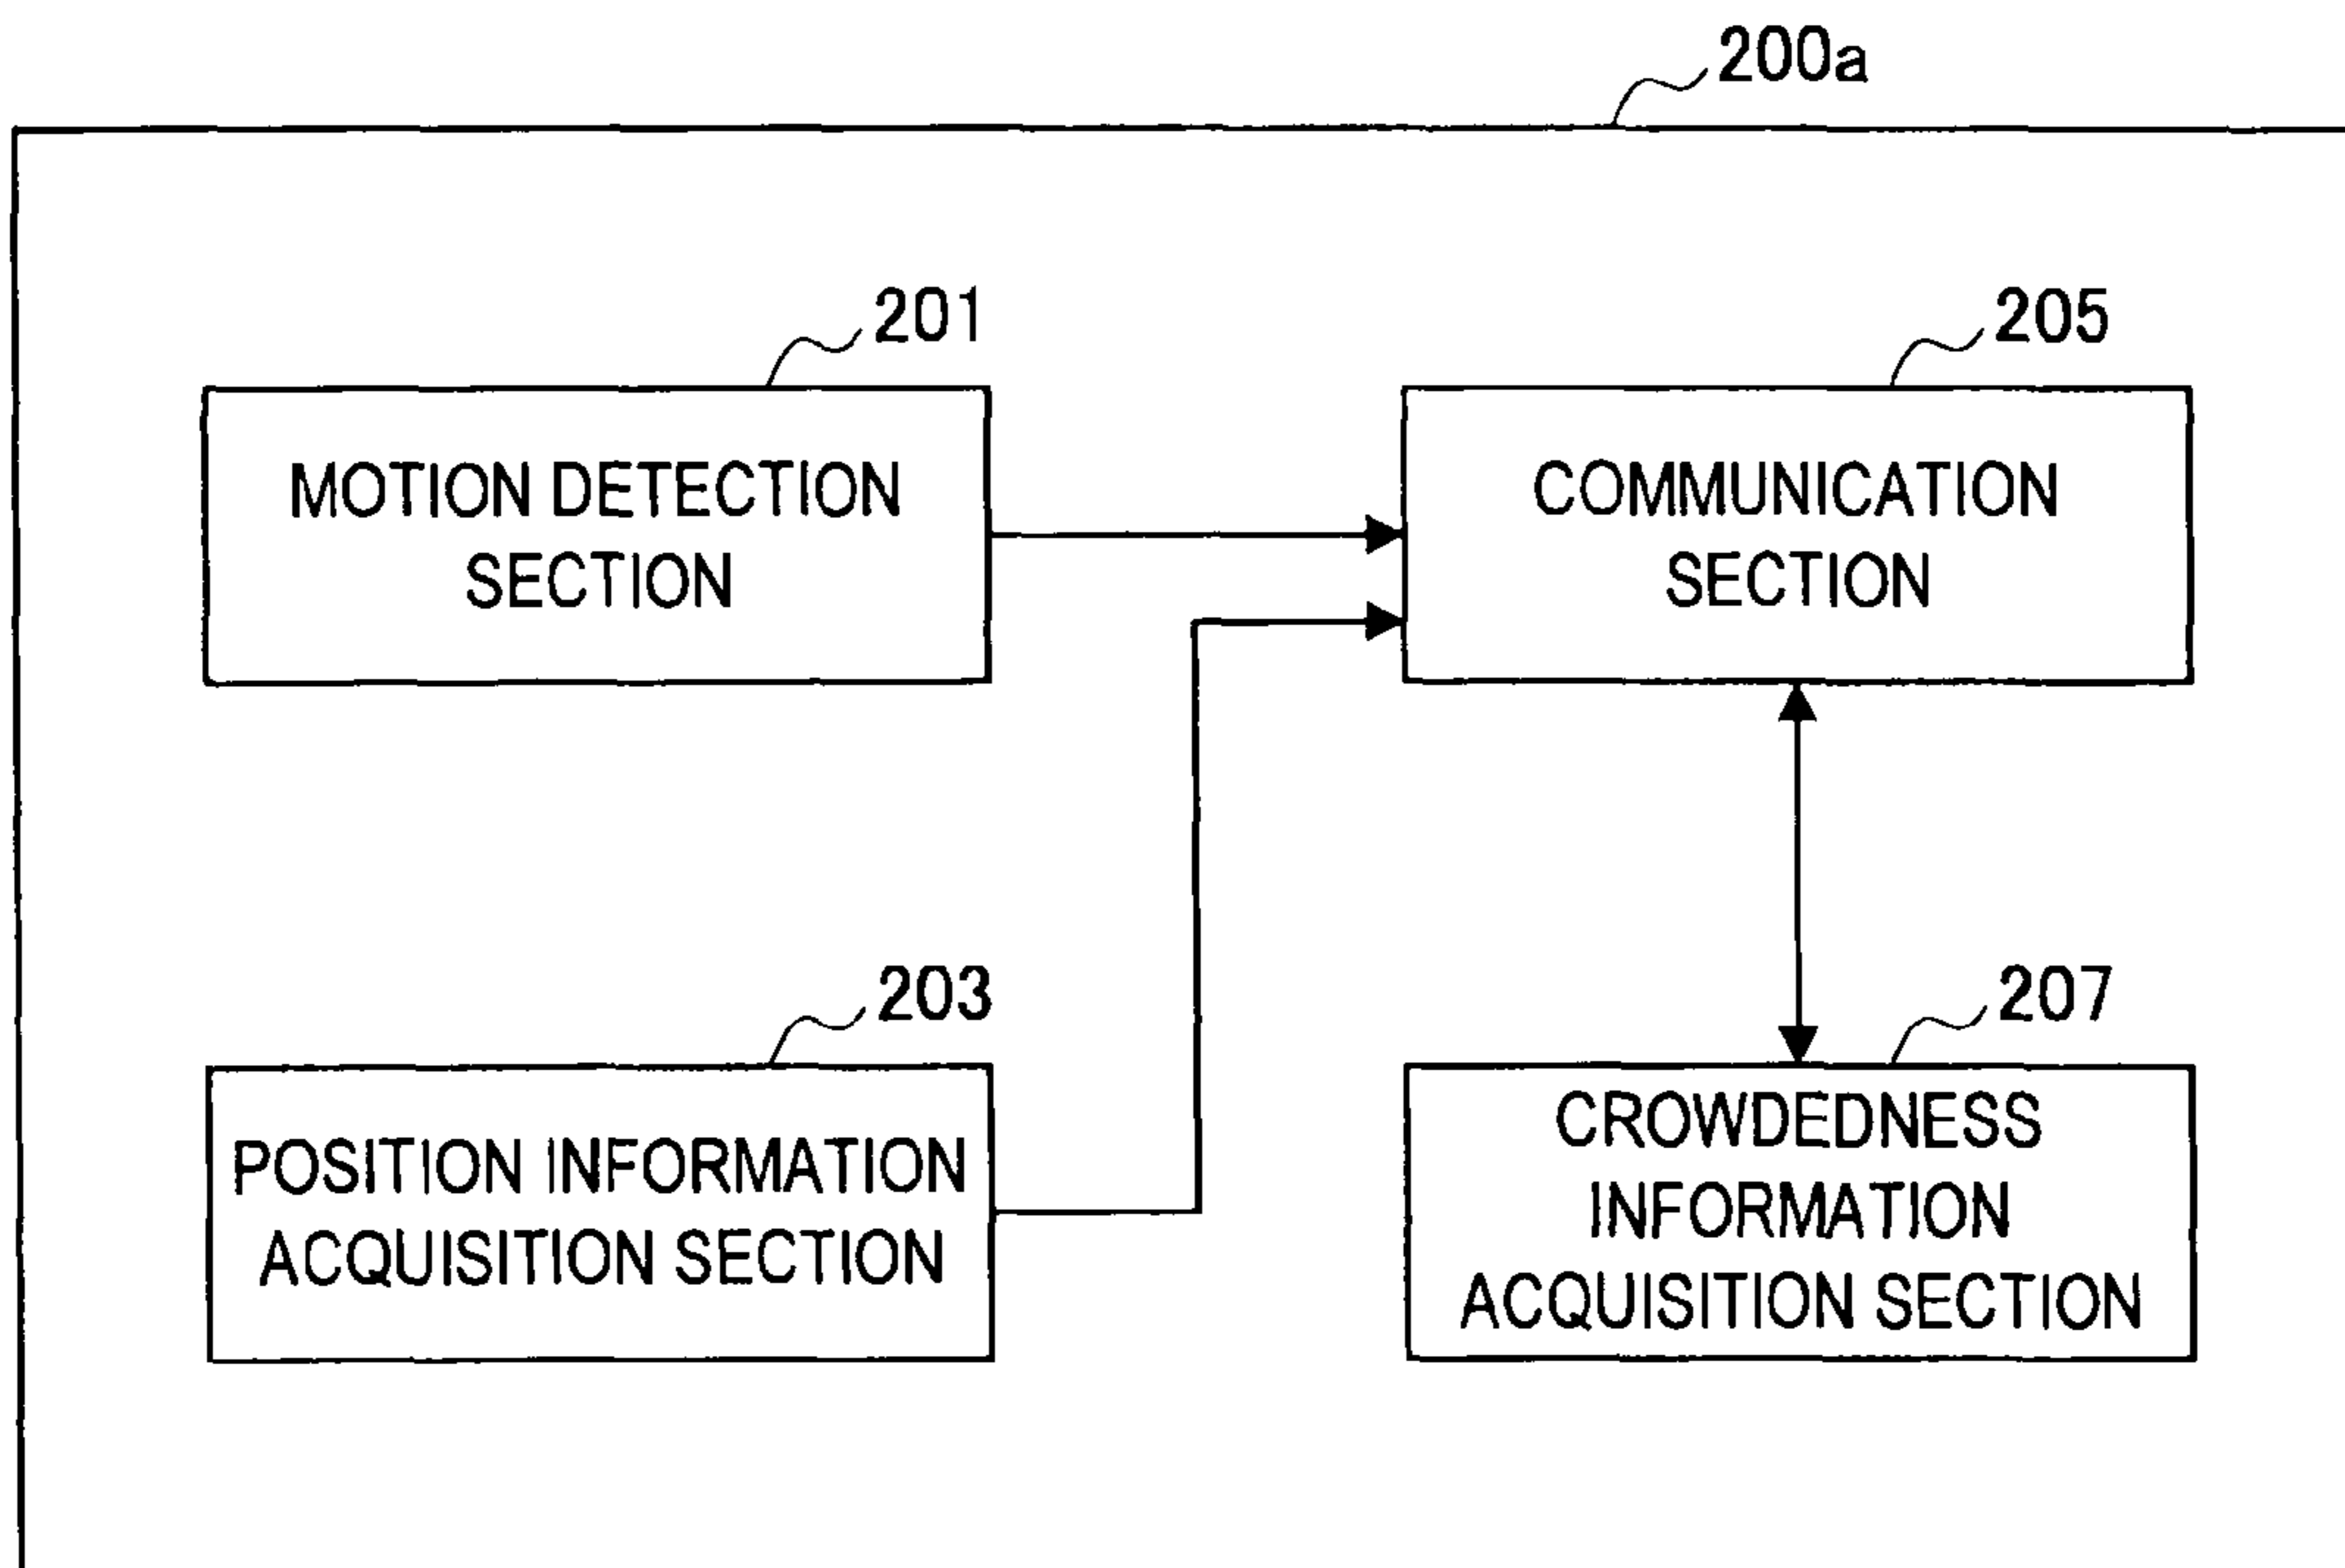 200a
201
MOTION DETECTION
SECTION
205
COMMUNICATION
SECTION
203
POSITION INFORMATION
ACQUISITION SECTION
207
CROWDEDNESS
INFORMATION
ACQUISITION SECTION